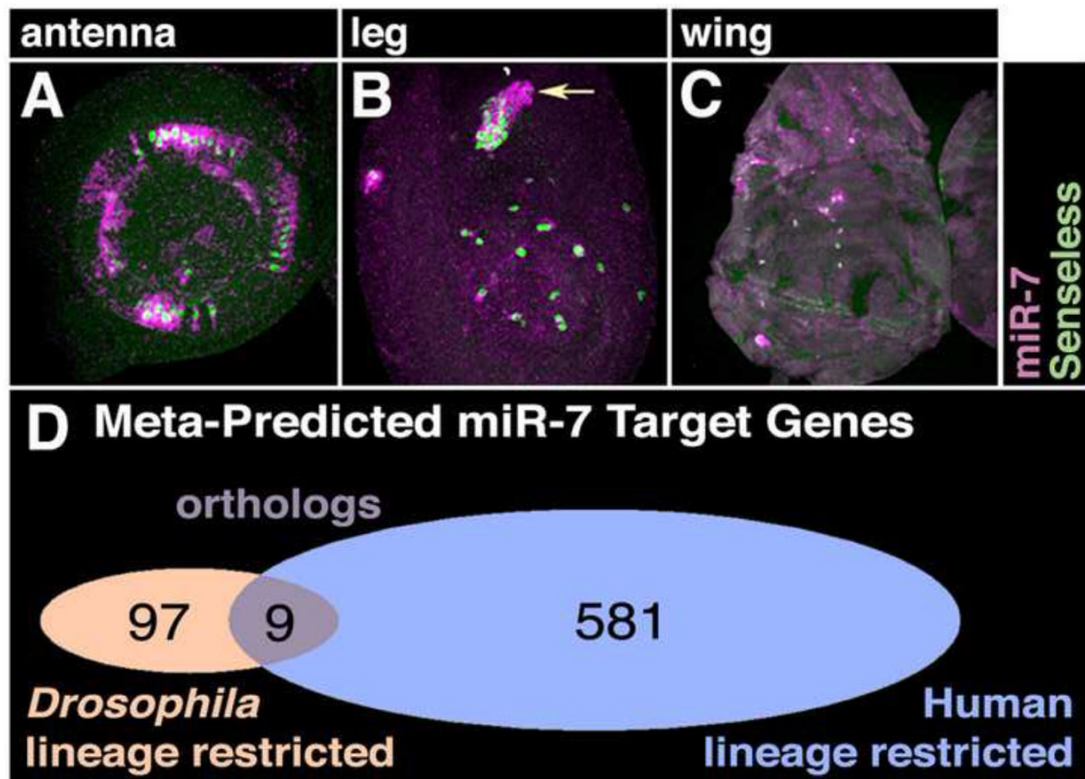 antenna
leg
wing
A
B
C
miR-7
Senseless
D Meta-Predicted miR-7 Target Genes
orthologs
97
9
581
Drosophila
lineage restricted
Human
lineage restricted